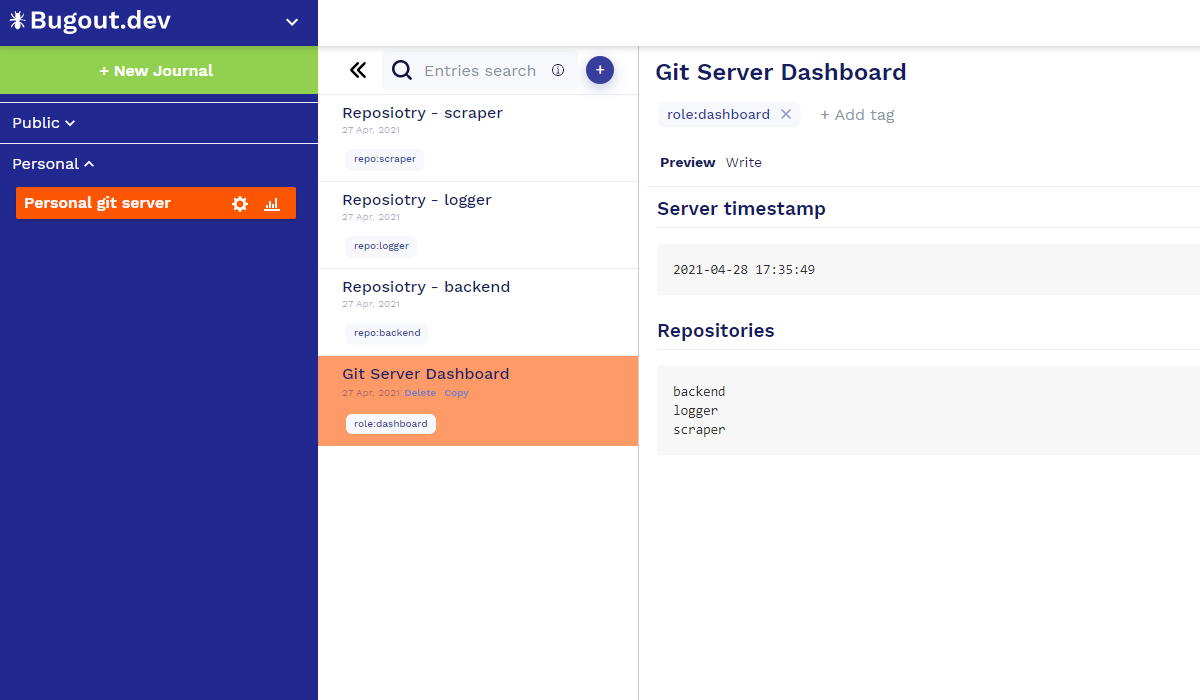 Bugout.dev
+ New Journal
Public
Personal
Personal git server
Entries search
+
Reposiotry - scraper
27 Apr, 2021
repo:scraper
Reposiotry - logger
27 Apr, 2021
repo:logger
Reposiotry - backend
27 Apr, 2021
repo:backend
Git Server Dashboard
27 Apr, 2021 Delete Copy
role:dashboard
Git Server Dashboard
role:dashboard + Add tag
Preview Write
Server timestamp
2021-04-28 17:35:49
Repositories
backend
logger
scraper